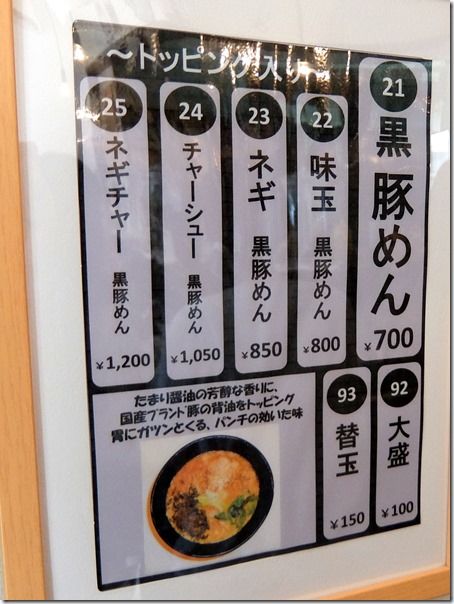 ～トッピング入り～
21
黒豚めん
¥700
22
味玉 黒豚めん
¥800
23
ネギ 黒豚めん
¥850
24
チャーシュー 黒豚めん
¥1,050
25
ネギチャー 黒豚めん
¥1,200
92
大盛
¥100
93
替玉
¥150
たまり醤油の芳醇な香りに、
国産ブランド豚の背油をトッピング
胃にガツンとくる、パンチの効いた味